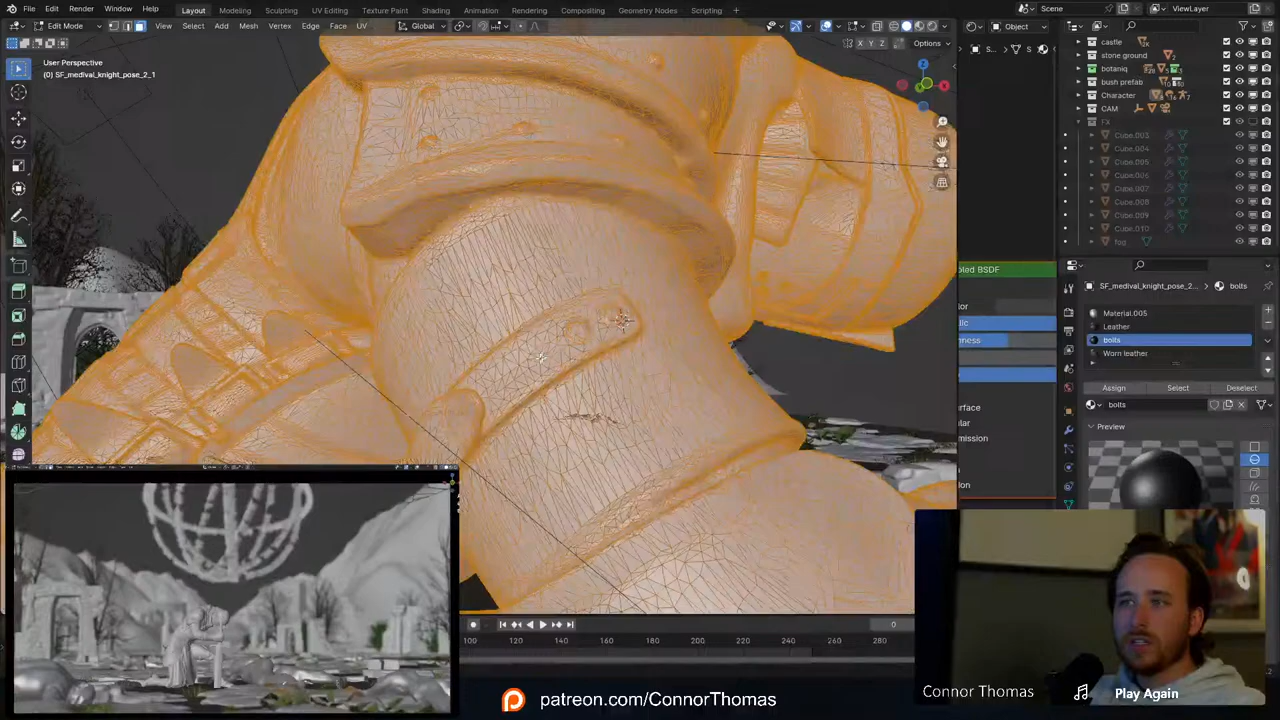 File Edit Render Window Help Layout Modeling Sculpting UV Editing Texture Paint Shading Animation Rendering Compositing Geometry Nodes Scripting Scene ViewLayer
Edit Mode View Select Add Mesh Vertex Edge Face UV Global Object
X Y Z Options
User Perspective
(0) SF_medival_knight_pose_2_1
castle
stone ground
botaniq
bush prefab
Character
CAM
FX
Cube.003
Cube.004
Cube.005
Cube.006
Cube.007
Cube.008
Cube.009
Cube.010
fog
SF_medival_knight_pose_2... bolts
Material.005
Leather
bolts
Worn leather
Assign Select Deselect
bolts
Preview
100 120 140 160 180 200 220 240 260 280
0
patreon.com/ConnorThomas
Connor Thomas
Play Again